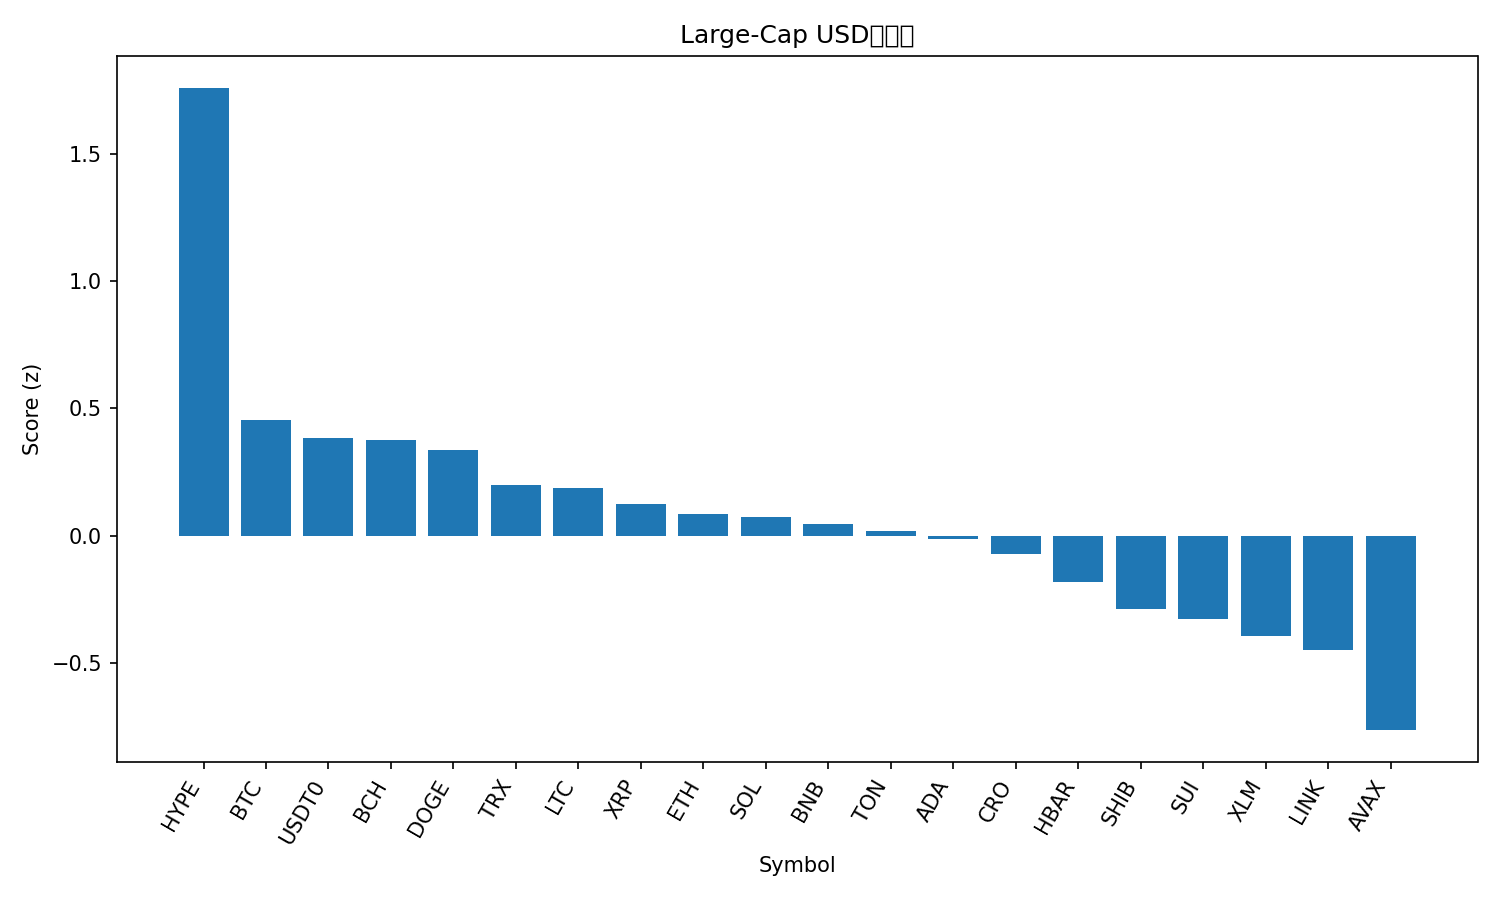 Large-Cap USD
Score (z)
1.5
1.0
0.5
0.0
−0.5
HYPE
BTC
USDT0
BCH
DOGE
TRX
LTC
XRP
ETH
SOL
BNB
TON
ADA
CRO
HBAR
SHIB
SUI
XLM
LINK
AVAX
Symbol